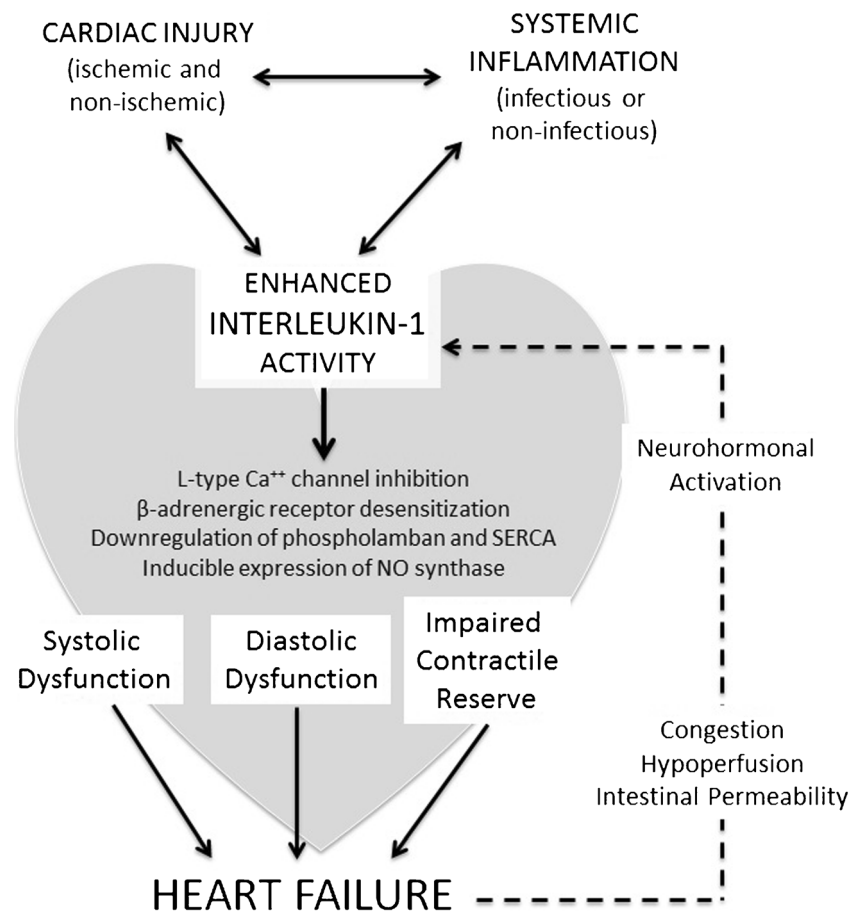 CARDIAC INJURY
(ischemic and
non-ischemic)
SYSTEMIC
INFLAMMATION
(infectious or
non-infectious)
ENHANCED
INTERLEUKIN-1
ACTIVITY
L-type Ca⁺⁺ channel inhibition
β-adrenergic receptor desensitization
Downregulation of phospholamban and SERCA
Inducible expression of NO synthase
Neurohormonal
Activation
Systolic
Dysfunction
Diastolic
Dysfunction
Impaired
Contractile
Reserve
Congestion
Hypoperfusion
Intestinal Permeability
HEART FAILURE